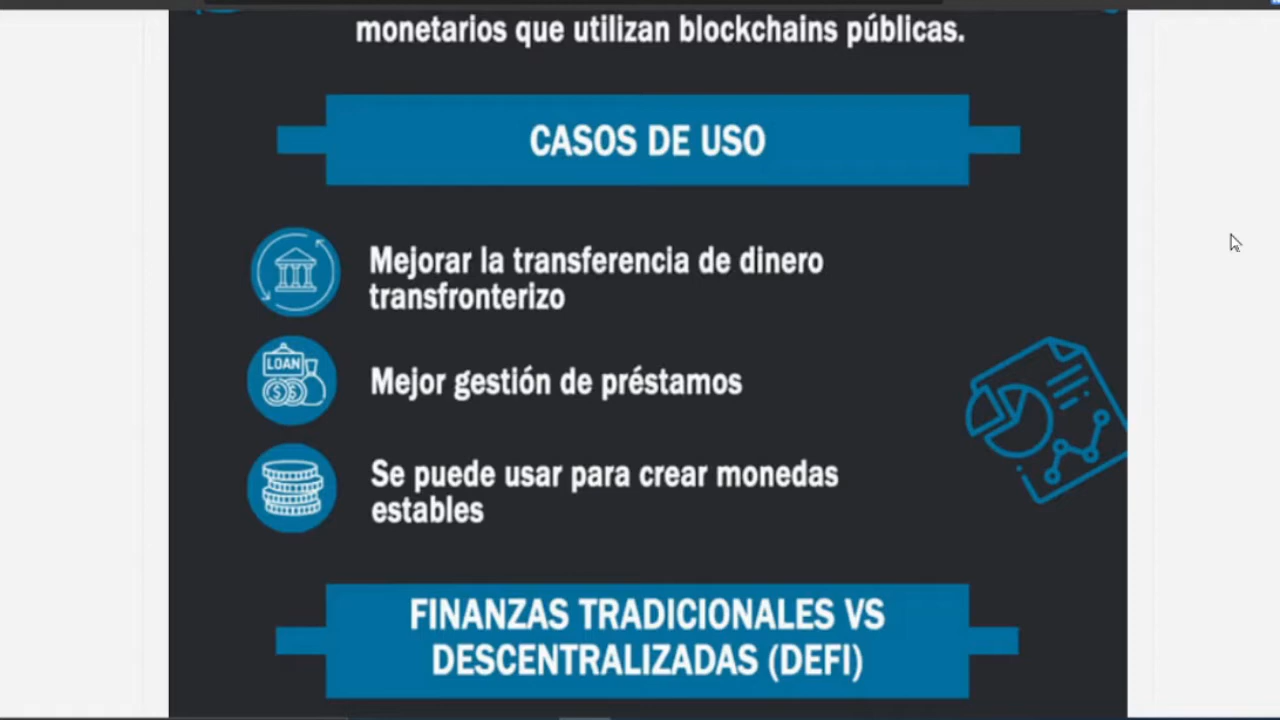 monetarios que utilizan blockchains públicas.
CASOS DE USO
Mejorar la transferencia de dinero
transfronterizo
LOAN
Mejor gestión de préstamos
Se puede usar para crear monedas
estables
FINANZAS TRADICIONALES VS
DESCENTRALIZADAS (DEFI)